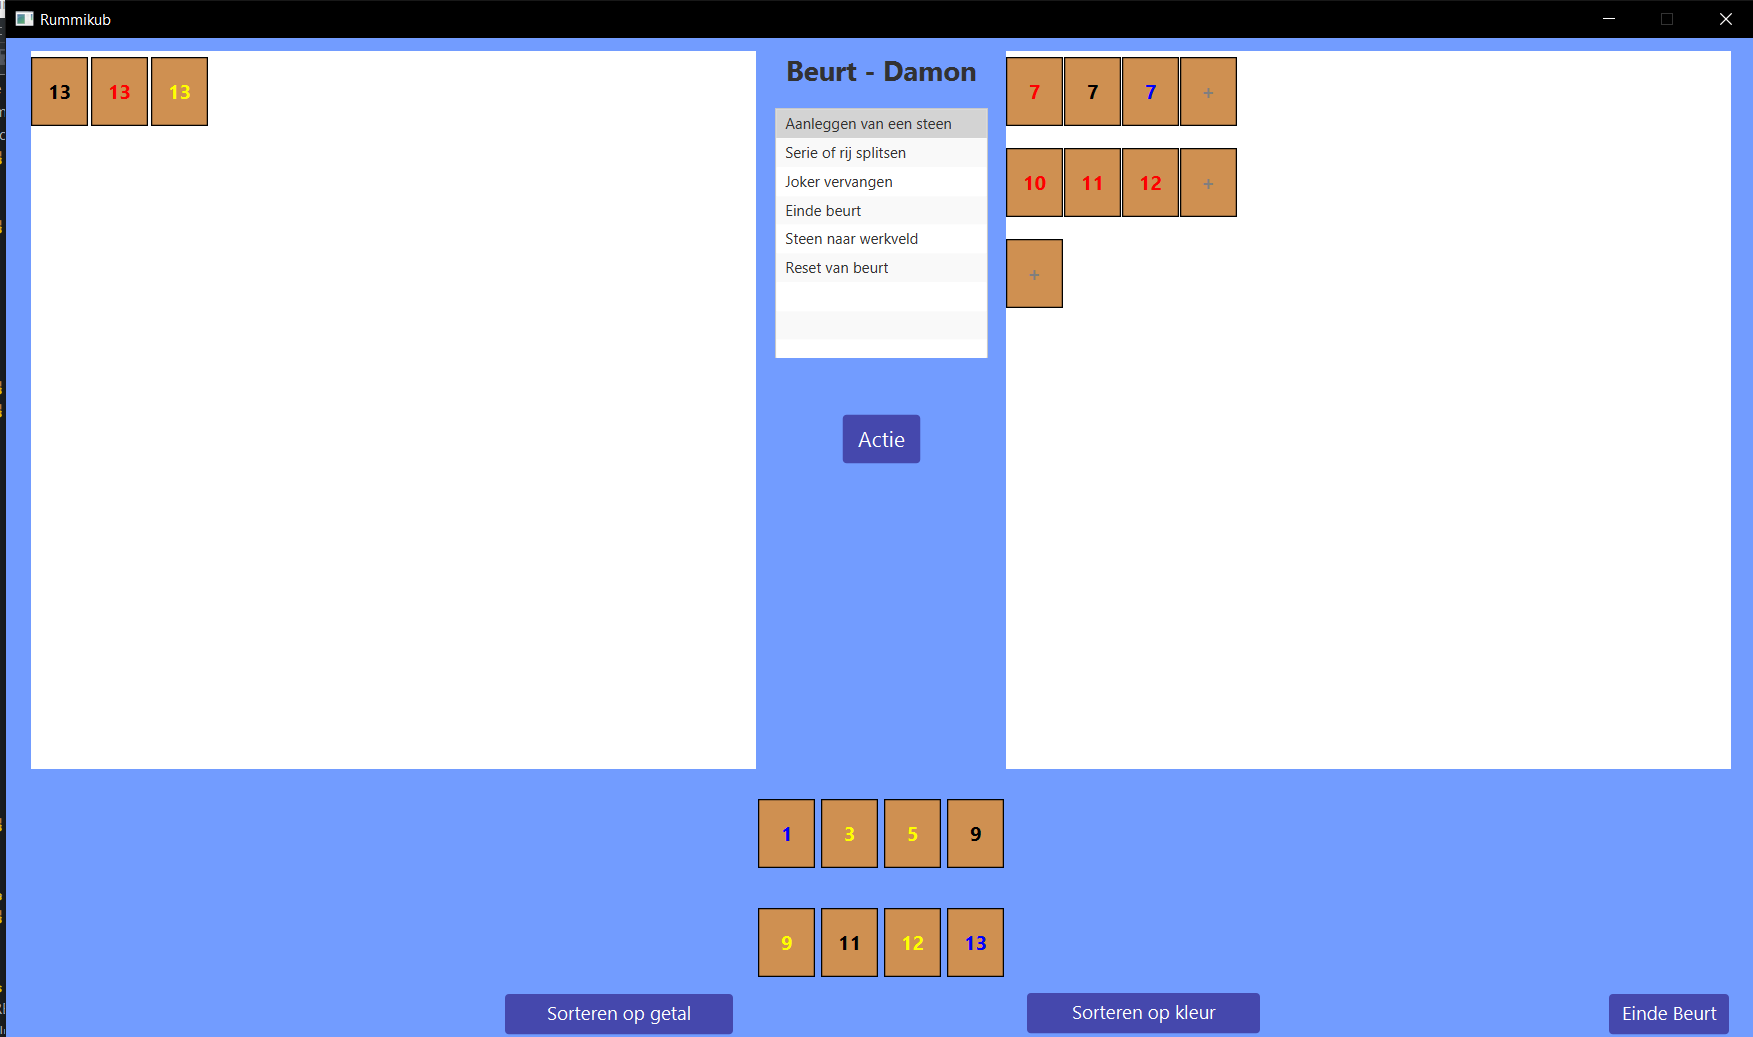 Rummikub
13 13 13
Beurt - Damon
Aanleggen van een steen
Serie of rij splitsen
Joker vervangen
Einde beurt
Steen naar werkveld
Reset van beurt
Actie
7 7 7 +
10 11 12 +
+
1 3 5 9
9 11 12 13
Sorteren op getal
Sorteren op kleur
Einde Beurt